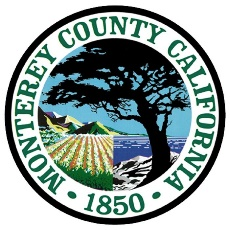 MONTEREY COUNTY CALIFORNIA
• 1850 •